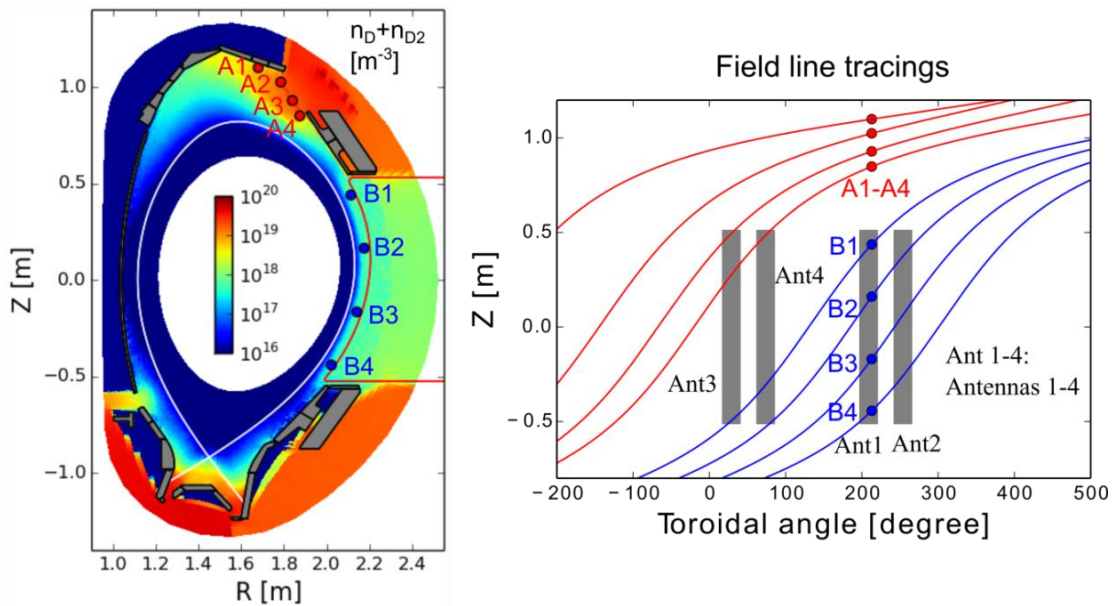 n_D+n_D2
[m⁻³]
A1
A2
A3
A4
B1
B2
B3
B4
10²⁰
10¹⁹
10¹⁸
10¹⁷
10¹⁶
1.0
0.5
0.0
−0.5
−1.0
Z [m]
1.0 1.2 1.4 1.6 1.8 2.0 2.2 2.4
R [m]
Field line tracings
1.0
0.5
0.0
−0.5
Z [m]
A1-A4
B1
B2
B3
B4
Ant4
Ant3
Ant1
Ant2
Ant 1-4:
Antennas 1-4
−200 −100 0 100 200 300 400 500
Toroidal angle [degree]